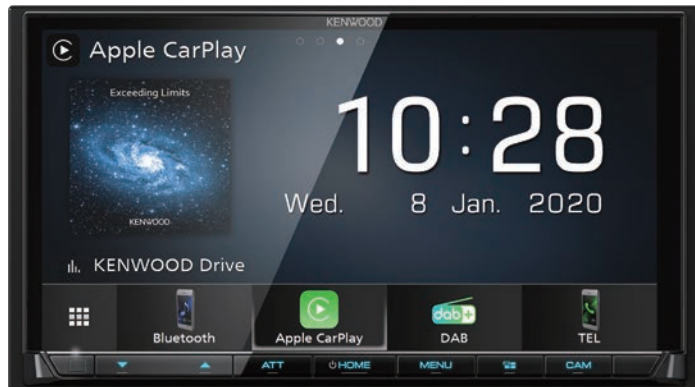 KENWOOD
Apple CarPlay
Exceeding Limits
KENWOOD
10:28
Wed. 8 Jan. 2020
KENWOOD Drive
Bluetooth
Apple CarPlay
dab+
DAB
TEL
ATT
HOME
MENU
CAM